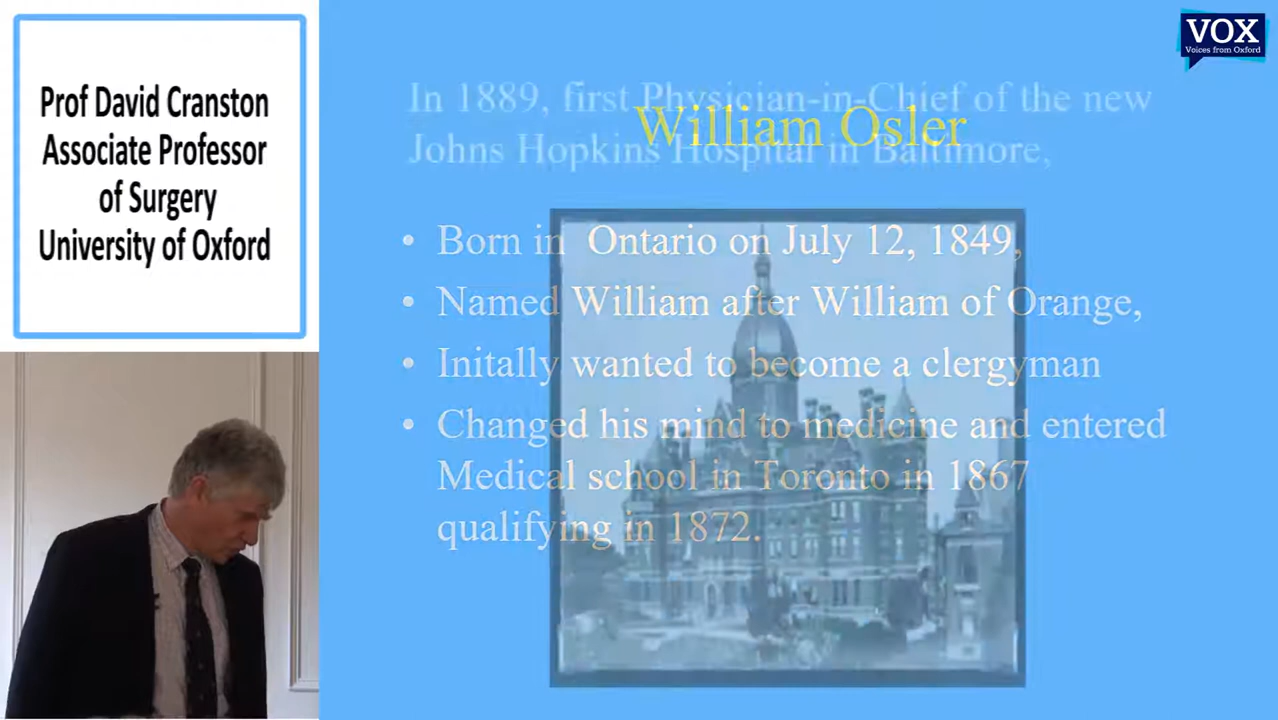 Prof David Cranston
Associate Professor
of Surgery
University of Oxford
VOX
Voices from Oxford
In 1889, first Physician-in-Chief of the new
Johns Hopkins Hospital in Baltimore,
William Osler
• Born in Ontario on July 12, 1849,
• Named William after William of Orange,
• Initally wanted to become a clergyman
• Changed his mind to medicine and entered
Medical school in Toronto in 1867
qualifying in 1872.